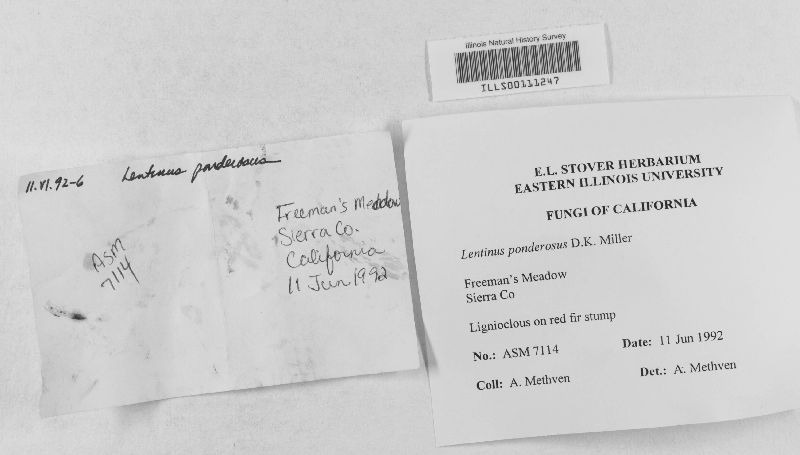 Illinois Natural History Survey
ILLS00111247
11.VI.92-6 Lentinus ponderosus
ASM
7114
Freeman's Meadow
Sierra Co.
California
11 Jun 1992
E.L. STOVER HERBARIUM
EASTERN ILLINOIS UNIVERSITY
FUNGI OF CALIFORNIA
Lentinus ponderosus D.K. Miller
Freeman's Meadow
Sierra Co
Lignioclous on red fir stump
No.: ASM 7114 Date: 11 Jun 1992
Coll: A. Methven Det.: A. Methven